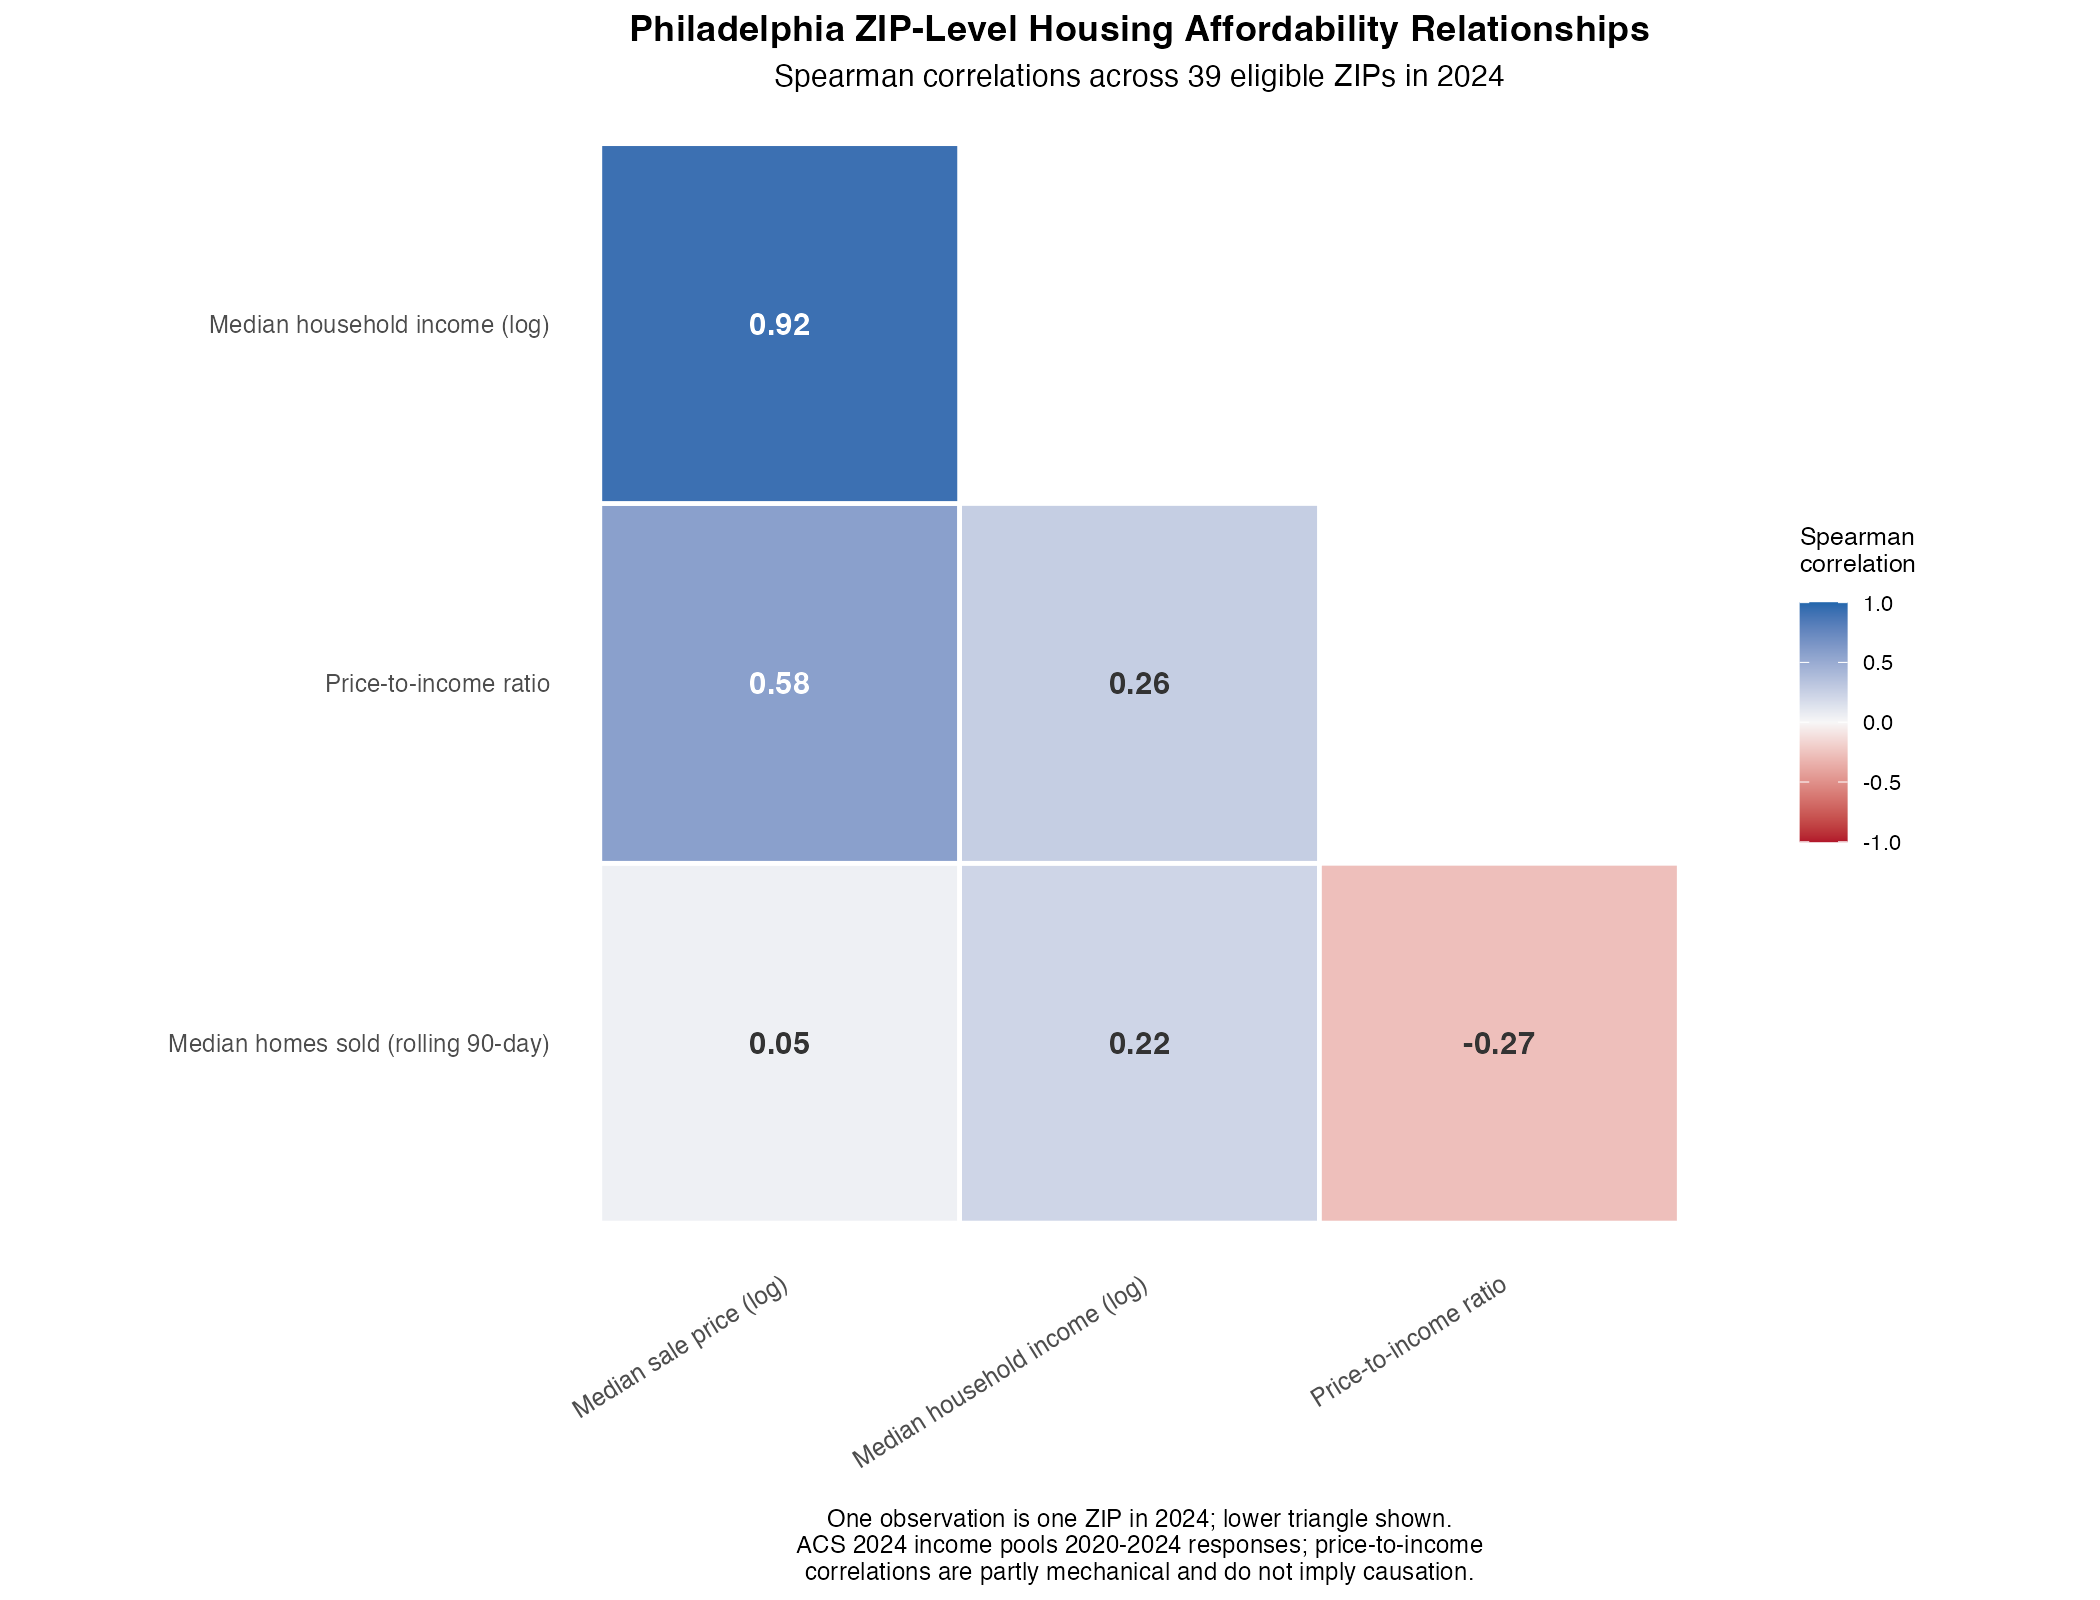 Philadelphia ZIP-Level Housing Affordability Relationships
Spearman correlations across 39 eligible ZIPs in 2024
Median household income (log)
0.92
Price-to-income ratio
0.58
0.26
Median homes sold (rolling 90-day)
0.05
0.22
-0.27
Spearman
correlation
1.0
0.5
0.0
-0.5
-1.0
Median sale price (log)
Median household income (log)
Price-to-income ratio
One observation is one ZIP in 2024; lower triangle shown.
ACS 2024 income pools 2020-2024 responses; price-to-income
correlations are partly mechanical and do not imply causation.